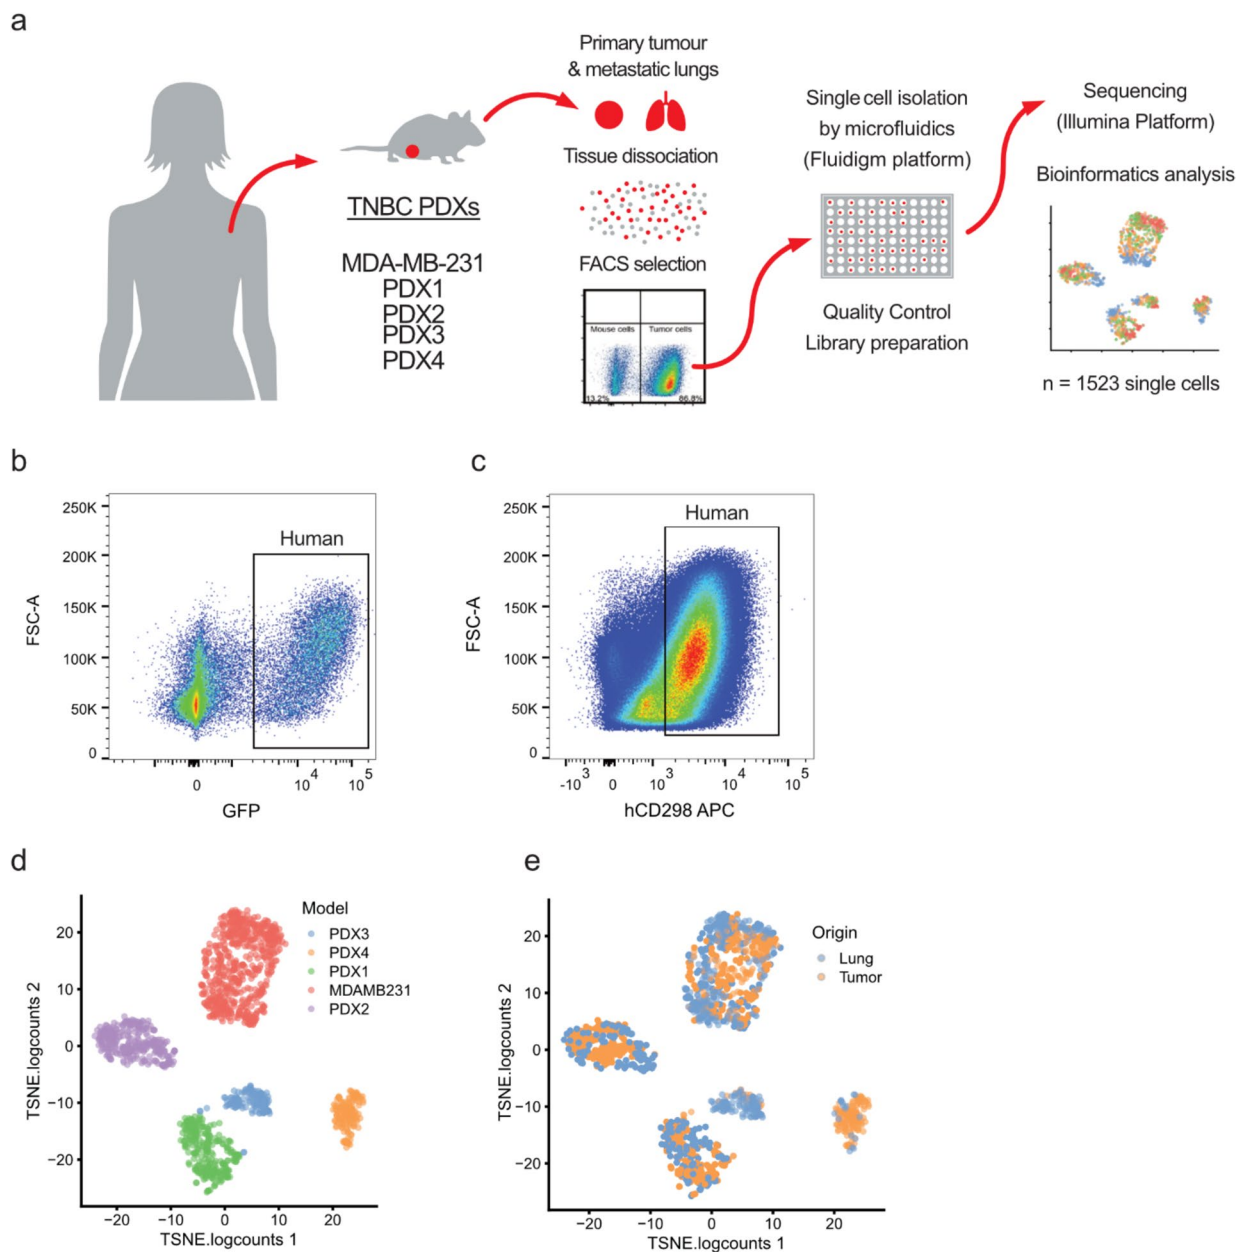 a
Primary tumour
& metastatic lungs
Tissue dissociation
FACS selection
Mouse cells
Tumor cells
13.2%
86.8%
TNBC PDXs
MDA-MB-231
PDX1
PDX2
PDX3
PDX4
Single cell isolation
by microfluidics
(Fluidigm platform)
Quality Control
Library preparation
Sequencing
(Illumina Platform)
Bioinformatics analysis
n = 1523 single cells
b
250K
200K
150K
100K
50K
0
FSC-A
Human
0
10^4
10^5
GFP
c
250K
200K
150K
100K
50K
0
FSC-A
Human
-10^3
0
10^3
10^4
10^5
hCD298 APC
d
20
10
0
−10
−20
TSNE.logcounts 2
Model
PDX3
PDX4
PDX1
MDAMB231
PDX2
−20
−10
0
10
20
TSNE.logcounts 1
e
20
10
0
−10
−20
TSNE.logcounts 2
Origin
Lung
Tumor
−20
−10
0
10
20
TSNE.logcounts 1